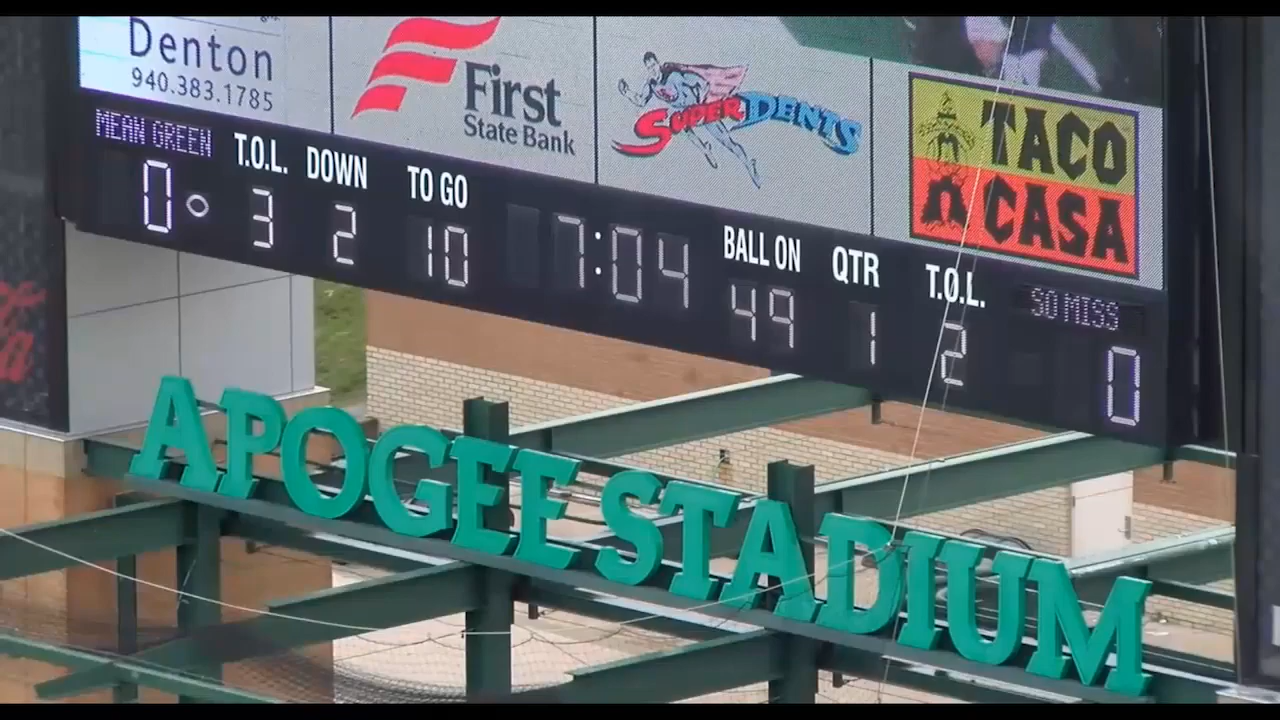 Denton
940.383.1785
First
State Bank
SUPERDENTS
TACO
CASA
MEAN GREEN
T.O.L.
DOWN
TO GO
BALL ON
QTR
T.O.L.
SO MISS
0
3
2
10
7:04
49
1
2
0
APOGEE STADIUM